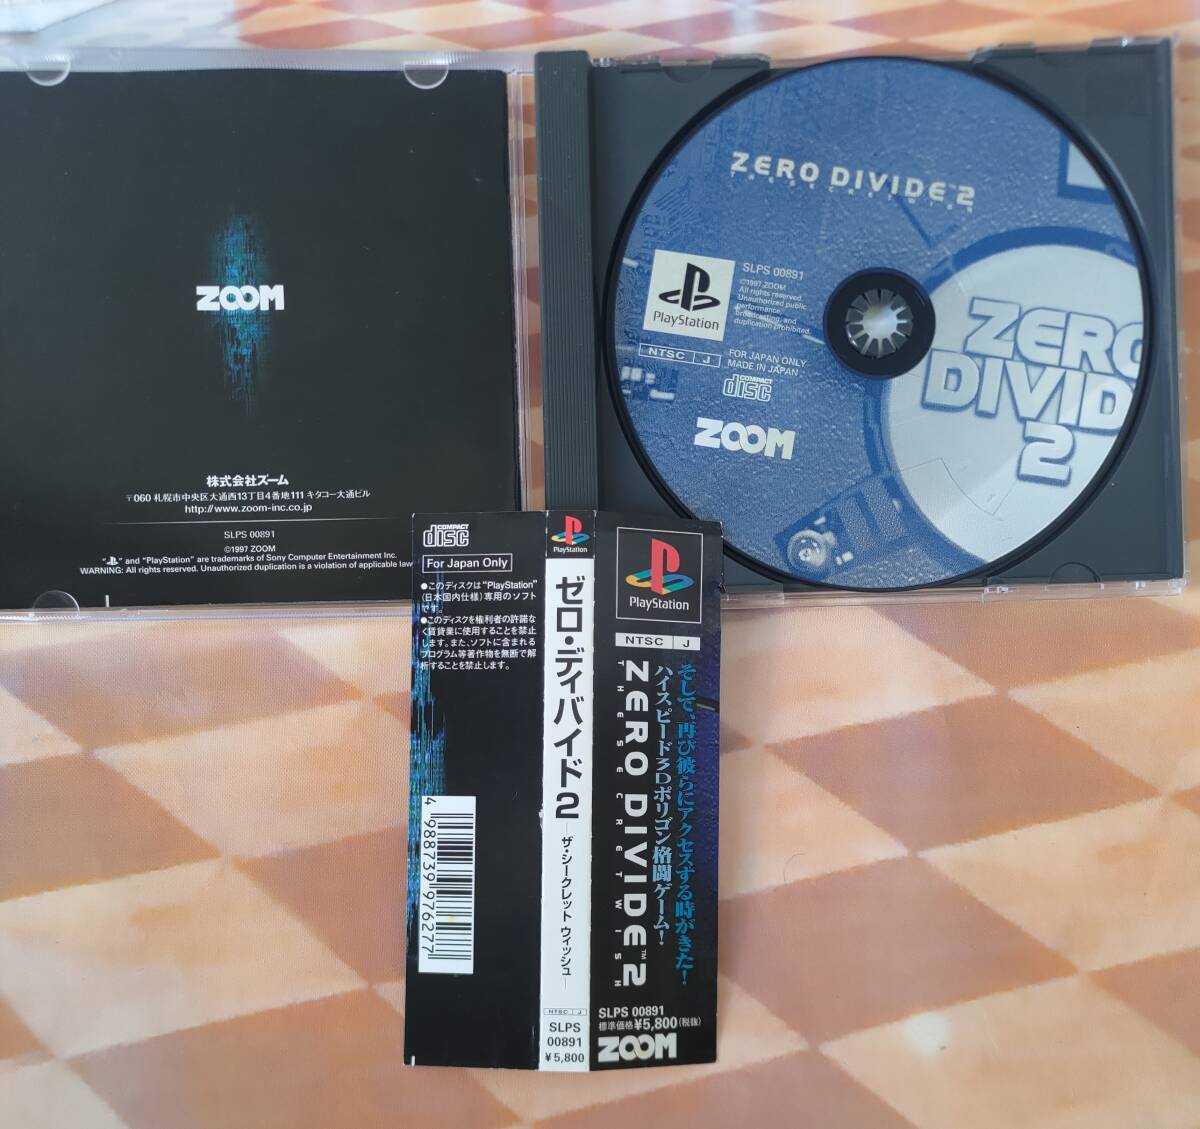 ZOOM
株式会社ズーム
〒060 札幌市中央区大通西13丁目4番地111 キタコー大通ビル
http://www.zoom-inc.co.jp
SLPS 00891
©1997 ZOOM
" " and "PlayStation" are trademarks of Sony Computer Entertainment Inc.
WARNING: All rights reserved. Unauthorized duplication is a violation of applicable law
ZERO DIVIDE™2
THE SECRET WISH
PlayStation
NTSC J
SLPS 00891
©1997 ZOOM
All rights reserved.
Unauthorized public
performance,
broadcasting, and
duplication prohibited.
FOR JAPAN ONLY
MADE IN JAPAN
COMPACT
disc
ZOOM
ZERO
DIVID
2
COMPACT
disc
For Japan Only
●このディスクは"PlayStation"
(日本国内仕様)専用のソフト
です。
●このディスクを権利者の許諾な
く賃貸業に使用することを禁止
します。また、ソフトに含まれる
プログラム等著作物を無断で解
析することを禁止します。
4 988739 976277
PlayStation
ゼロ・ディバイド2
―ザ・シークレット ウィッシュ―
NTSC J
SLPS
00891
¥5,800
PlayStation
NTSC J
そして、再び彼らにアクセスする時がきた!
ハイスピード3Dポリゴン格闘ゲーム!
ZERO DIVIDE™2
THE SECRET WISH
SLPS 00891
標準価格¥5,800(税抜)
ZOOM